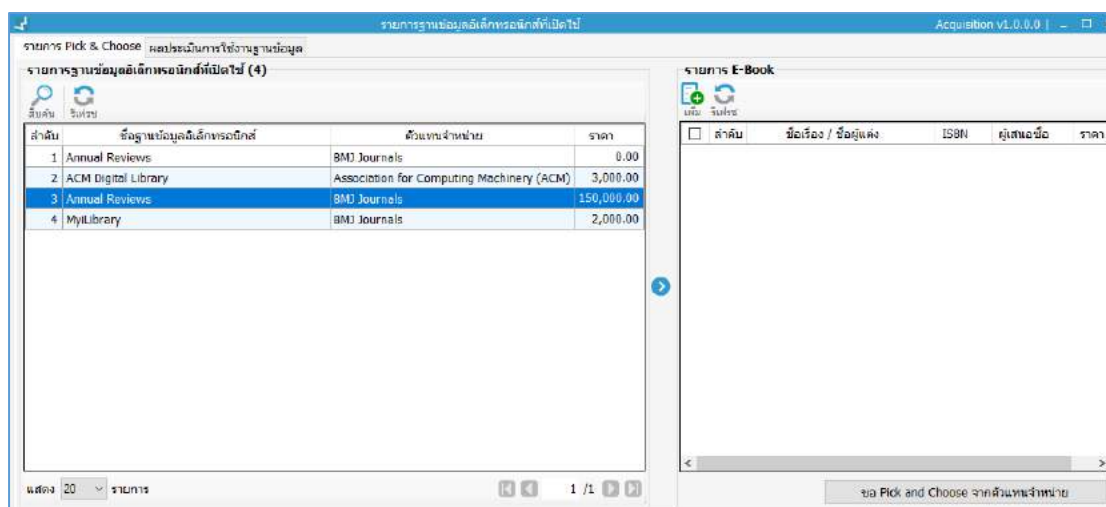 รายการฐานข้อมูลอิเล็กทรอนิกส์ที่เปิดใช้ Acquisition v1.0.0.0 |
รายการ Pick & Choose ผลประเมินการใช้งานฐานข้อมูล
รายการฐานข้อมูลอิเล็กทรอนิกส์ที่เปิดใช้ (4)
สืบค้น รีเฟรช
ลำดับ ชื่อฐานข้อมูลอิเล็กทรอนิกส์ ตัวแทนจำหน่าย ราคา
1 Annual Reviews BMJ Journals 0.00
2 ACM Digital Library Association for Computing Machinery (ACM) 3,000.00
3 Annual Reviews BMJ Journals 150,000.00
4 MyiLibrary BMJ Journals 2,000.00
แสดง 20 รายการ 1 /1
รายการ E-Book
เพิ่ม รีเฟรช
ลำดับ ชื่อเรื่อง / ชื่อผู้แต่ง ISBN ผู้เสนอซื้อ ราคา
ขอ Pick and Choose จากตัวแทนจำหน่าย